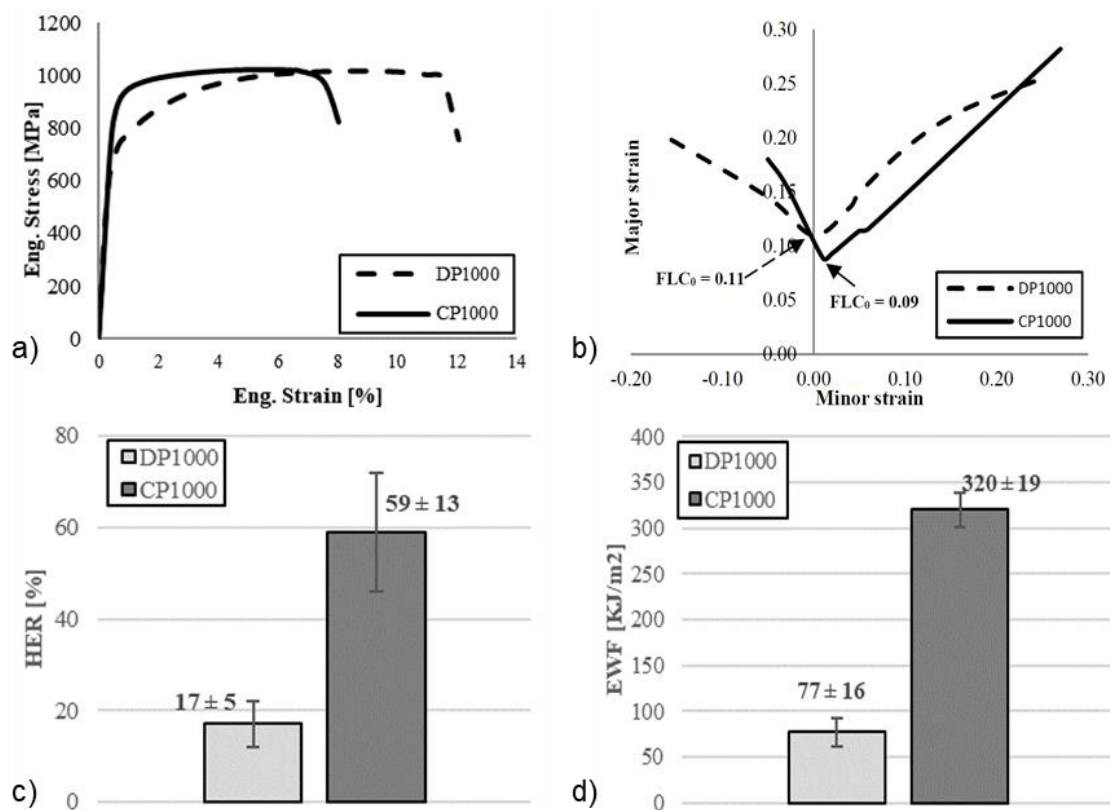 1200
1000
800
600
400
200
0
Eng. Stress [MPa]
DP1000
CP1000
0 2 4 6 8 10 12 14
Eng. Strain [%]
a)
0.30
0.25
0.20
0.15
0.10
0.05
0.00
Major strain
FLC₀ = 0.11
FLC₀ = 0.09
DP1000
CP1000
-0.20 -0.10 0.00 0.10 0.20 0.30
Minor strain
b)
80
60
40
20
0
HER [%]
DP1000
CP1000
59 ± 13
17 ± 5
c)
400
350
300
250
200
150
100
50
0
EWF [KJ/m2]
DP1000
CP1000
320 ± 19
77 ± 16
d)